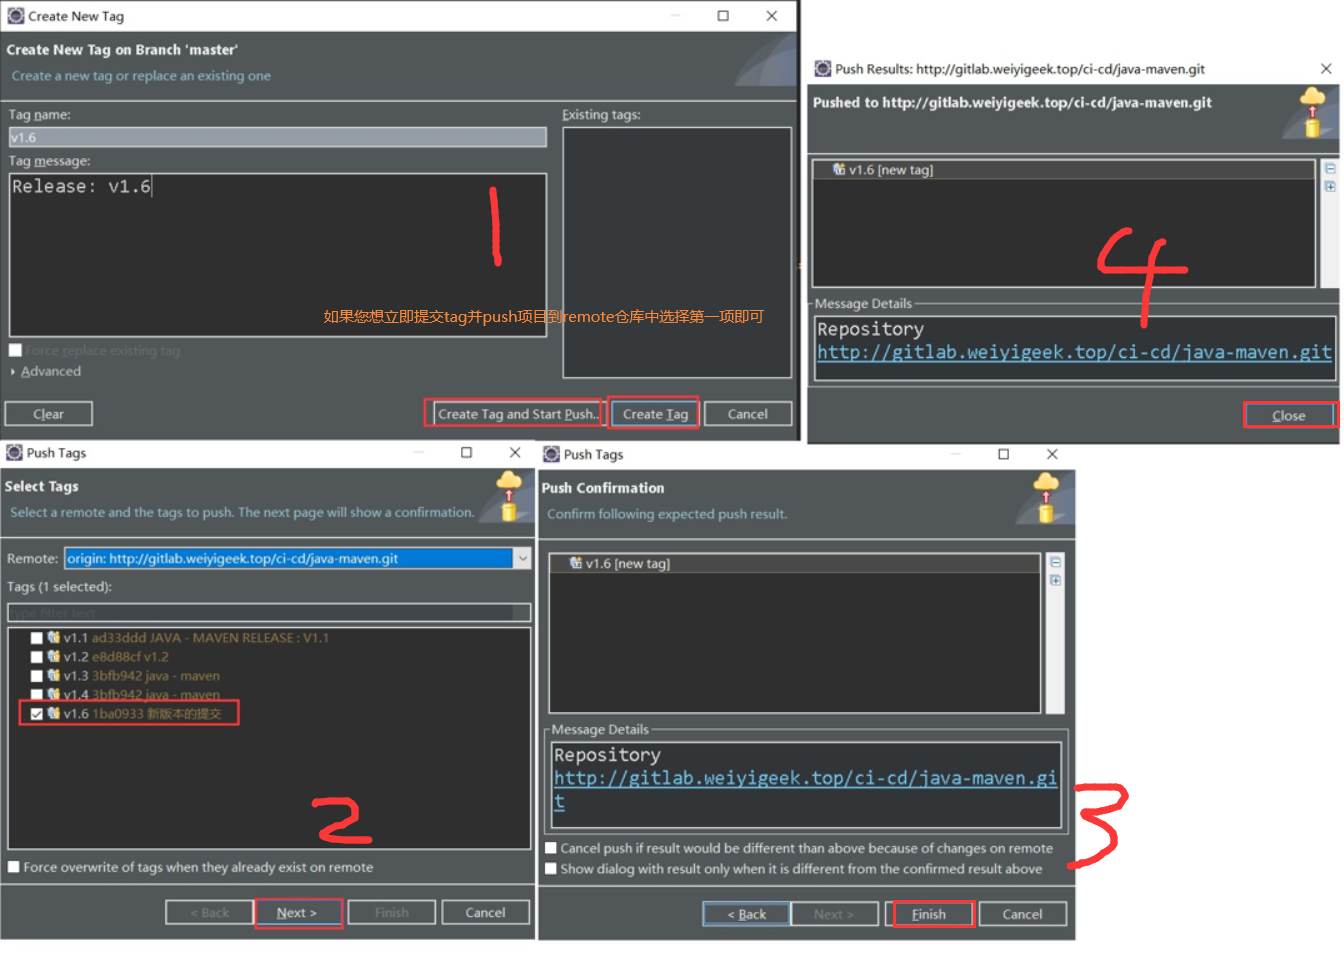 Create New Tag
Create New Tag on Branch 'master'
Create a new tag or replace an existing one
Tag name:
v1.6
Tag message:
Release: v1.6
Existing tags:
1
如果您想立即提交tag并push项目到remote仓库中选择第一项即可
Force replace existing tag
Advanced
Clear
Create Tag and Start Push..
Create Tag
Cancel
Push Results: http://gitlab.weiyigeek.top/ci-cd/java-maven.git
Pushed to http://gitlab.weiyigeek.top/ci-cd/java-maven.git
v1.6 [new tag]
4
Message Details
Repository
http://gitlab.weiyigeek.top/ci-cd/java-maven.git
Close
Push Tags
Select Tags
Select a remote and the tags to push. The next page will show a confirmation.
Remote: origin: http://gitlab.weiyigeek.top/ci-cd/java-maven.git
Tags (1 selected):
type filter text
v1.1 ad33ddd JAVA - MAVEN RELEASE : V1.1
v1.2 e8d88cf v1.2
v1.3 3bfb942 java - maven
v1.4 3bfb942 java - maven
v1.6 1ba0933 新版本的提交
2
Force overwrite of tags when they already exist on remote
< Back
Next >
Finish
Cancel
Push Tags
Push Confirmation
Confirm following expected push result.
v1.6 [new tag]
Message Details
Repository
http://gitlab.weiyigeek.top/ci-cd/java-maven.gi
t
3
Cancel push if result would be different than above because of changes on remote
Show dialog with result only when it is different from the confirmed result above
< Back
Next >
Finish
Cancel